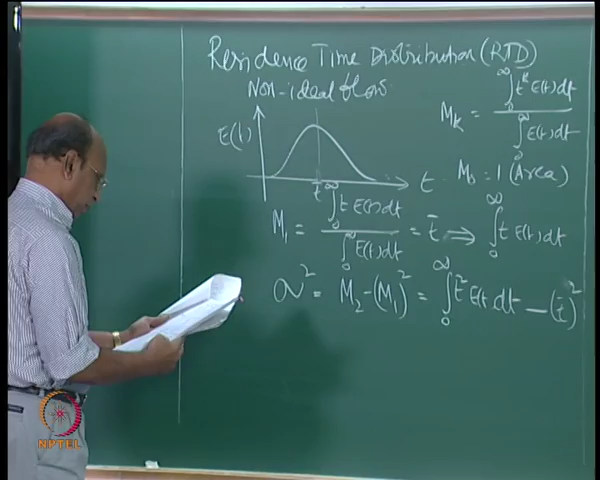 Residence Time Distribution (RTD)
Non-ideal flow
E(t)
t̄
t
M_k = ∫₀^∞ t^k E(t) dt / ∫₀^∞ E(t) dt
M₀ = 1 (Area)
M₁ = ∫₀^∞ t E(t) dt / ∫₀^∞ E(t) dt = t̄ ⇒ ∫₀^∞ t E(t) dt
σ² = M₂ - (M₁)² = ∫₀^∞ t² E(t) dt - (t̄)²
NPTEL